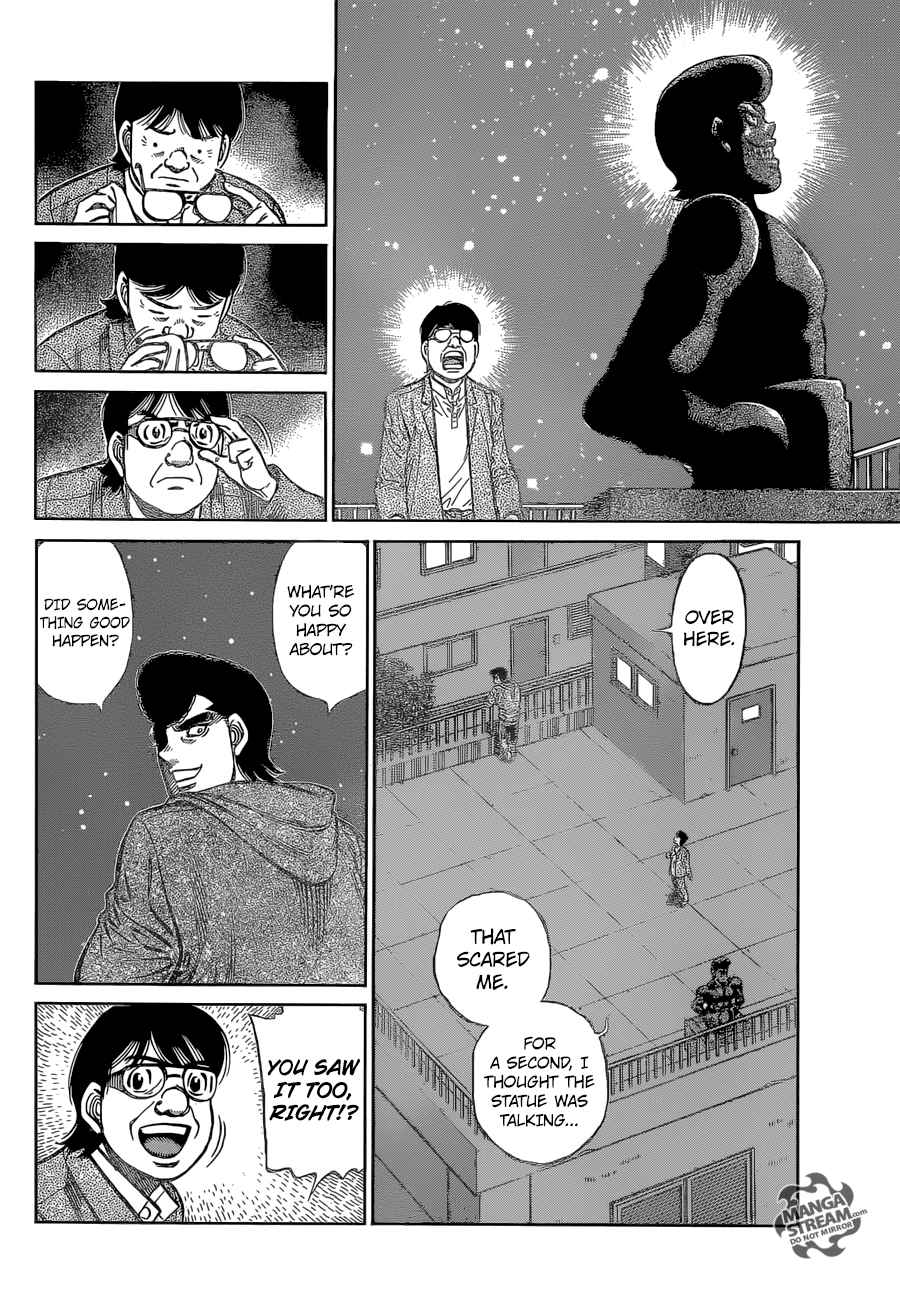 OVER
HERE.
THAT
SCARED
ME.
FOR
A SECOND, I
THOUGHT THE
STATUE WAS
TALKING...
WHAT'RE
YOU SO
HAPPY
ABOUT?
DID SOME-
THING GOOD
HAPPEN?
YOU SAW
IT TOO,
RIGHT!?
MANGA
STREAM.com
DO NOT MIRROR